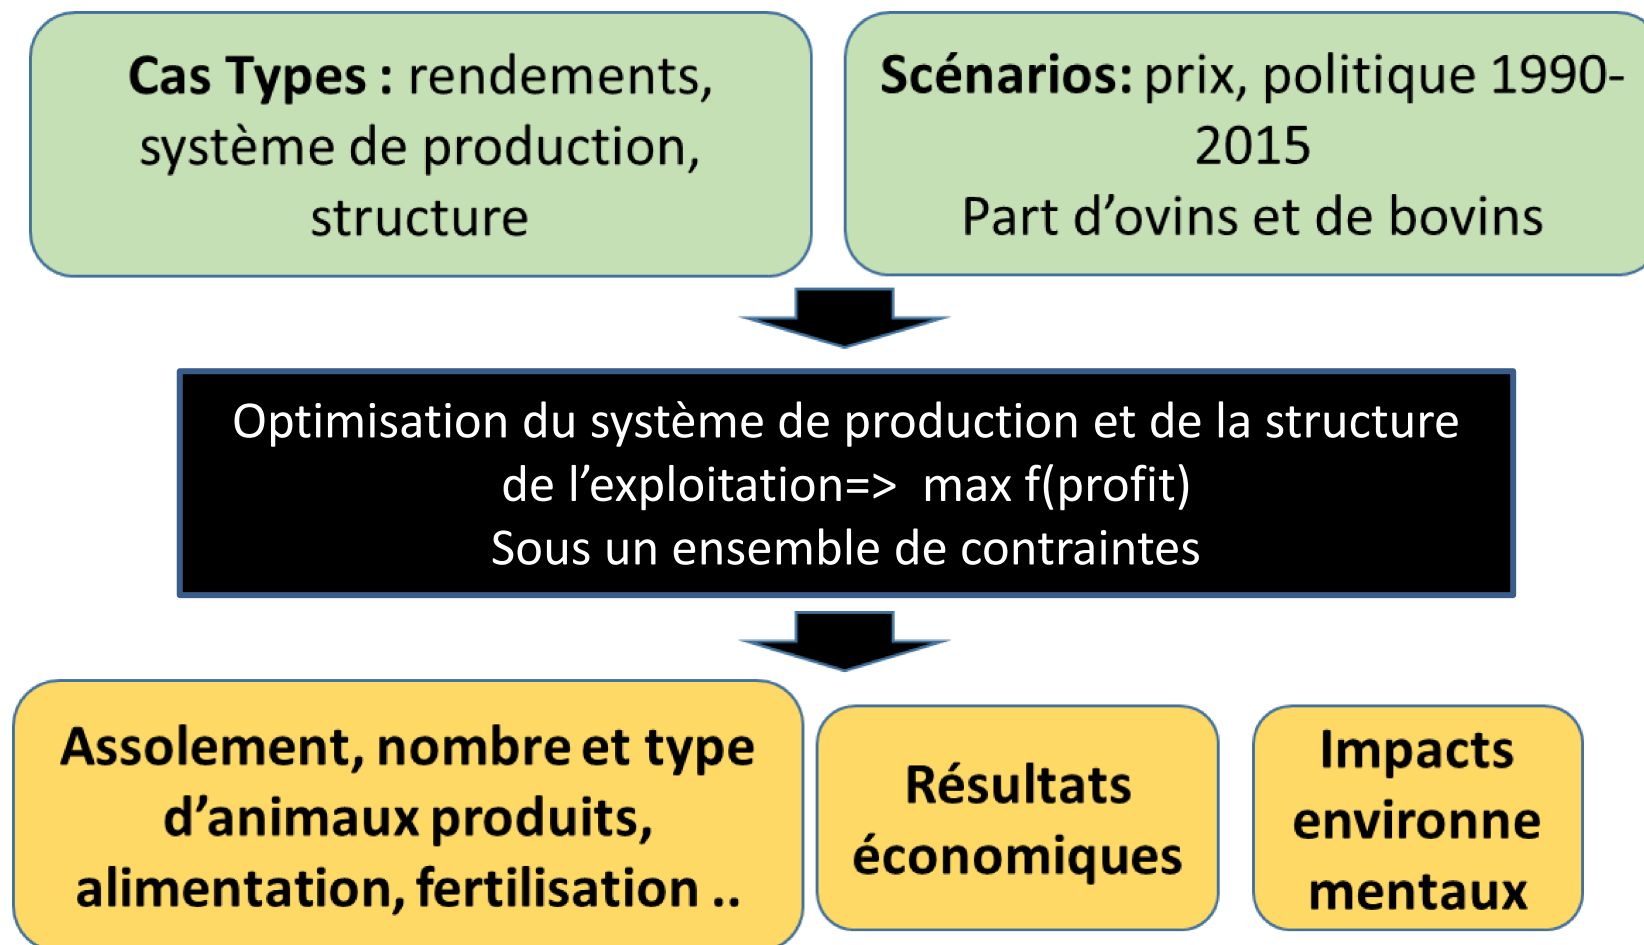 Cas Types : rendements,
système de production,
structure
Scénarios: prix, politique 1990-
2015
Part d’ovins et de bovins
Optimisation du système de production et de la structure
de l’exploitation=> max f(profit)
Sous un ensemble de contraintes
Assolement, nombre et type
d’animaux produits,
alimentation, fertilisation ..
Résultats
économiques
Impacts
environne
mentaux